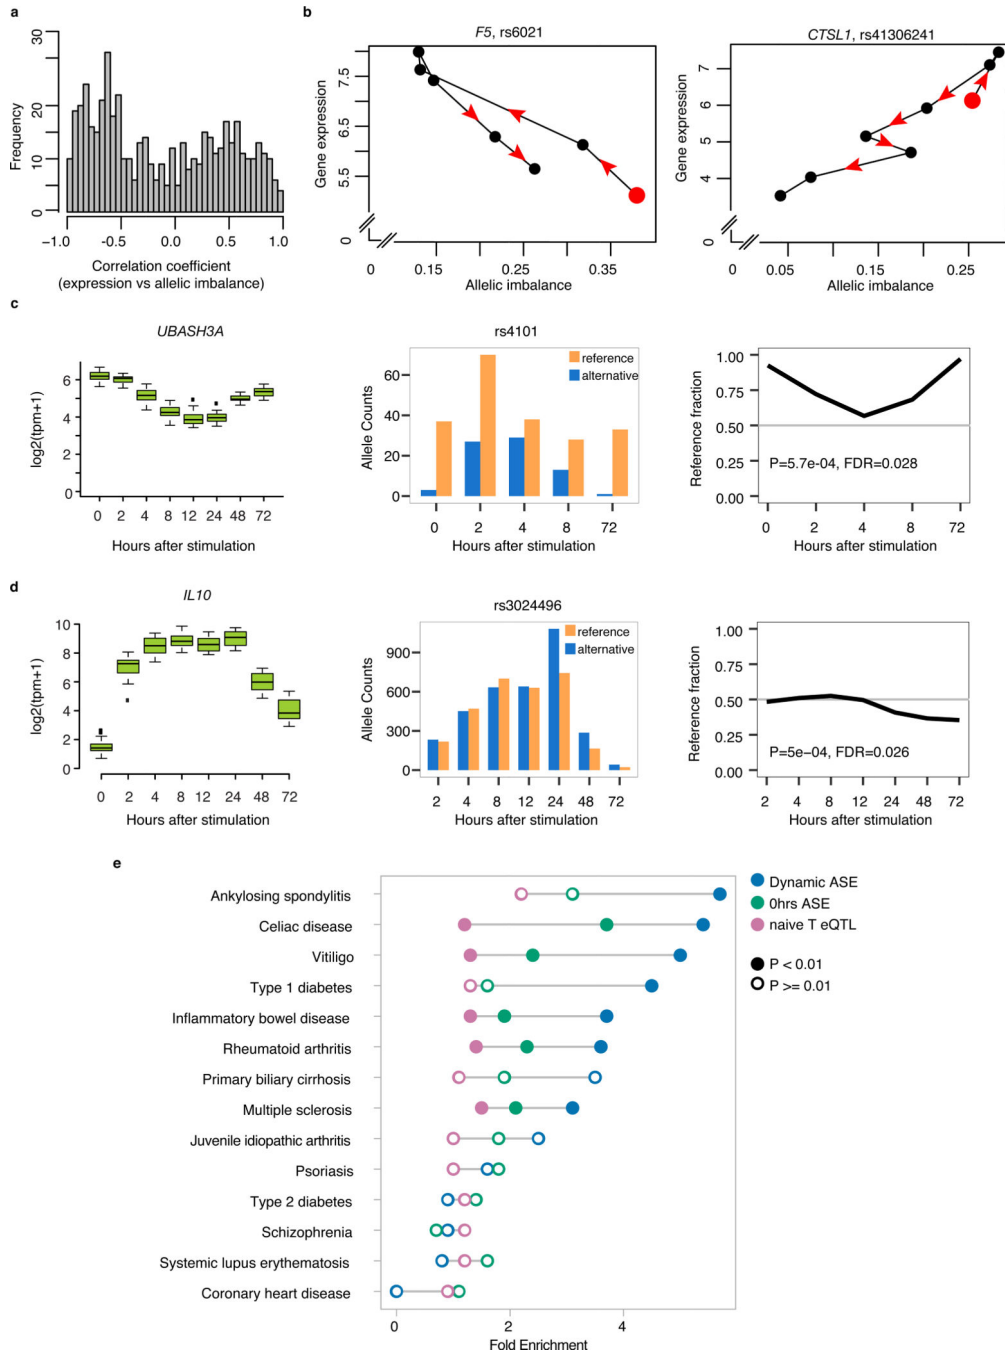 a
30
20
10
0
Frequency
−1.0
-0.5
0.0
0.5
1.0
Correlation coefficient
(expression vs allelic imbalance)
b
F5, rs6021
7.5
6.5
5.5
0
Gene expression
0
0.15
0.25
0.35
Allelic imbalance
CTSL1, rs41306241
7
6
5
4
0
Gene expression
0
0.05
0.15
0.25
Allelic imbalance
c
UBASH3A
6
4
2
0
log2(tpm+1)
0 2 4 8 12 24 48 72
Hours after stimulation
rs4101
reference
alternative
60
40
20
0
Allele Counts
0 2 4 8 72
Hours after stimulation
1.00
0.75
0.50
0.25
0.00
Reference fraction
P=5.7e-04, FDR=0.028
0 2 4 8 72
Hours after stimulation
d
IL10
10
8
6
4
2
0
log2(tpm+1)
0 2 4 8 12 24 48 72
Hours after stimulation
rs3024496
reference
alternative
900
600
300
0
Allele Counts
2 4 8 12 24 48 72
Hours after stimulation
1.00
0.75
0.50
0.25
0.00
Reference fraction
P=5e−04, FDR=0.026
2 4 8 12 24 48 72
Hours after stimulation
e
Ankylosing spondylitis
Celiac disease
Vitiligo
Type 1 diabetes
Inflammatory bowel disease
Rheumatoid arthritis
Primary biliary cirrhosis
Multiple sclerosis
Juvenile idiopathic arthritis
Psoriasis
Type 2 diabetes
Schizophrenia
Systemic lupus erythematosis
Coronary heart disease
0 2 4
Fold Enrichment
Dynamic ASE
0hrs ASE
naive T eQTL
P < 0.01
P >= 0.01